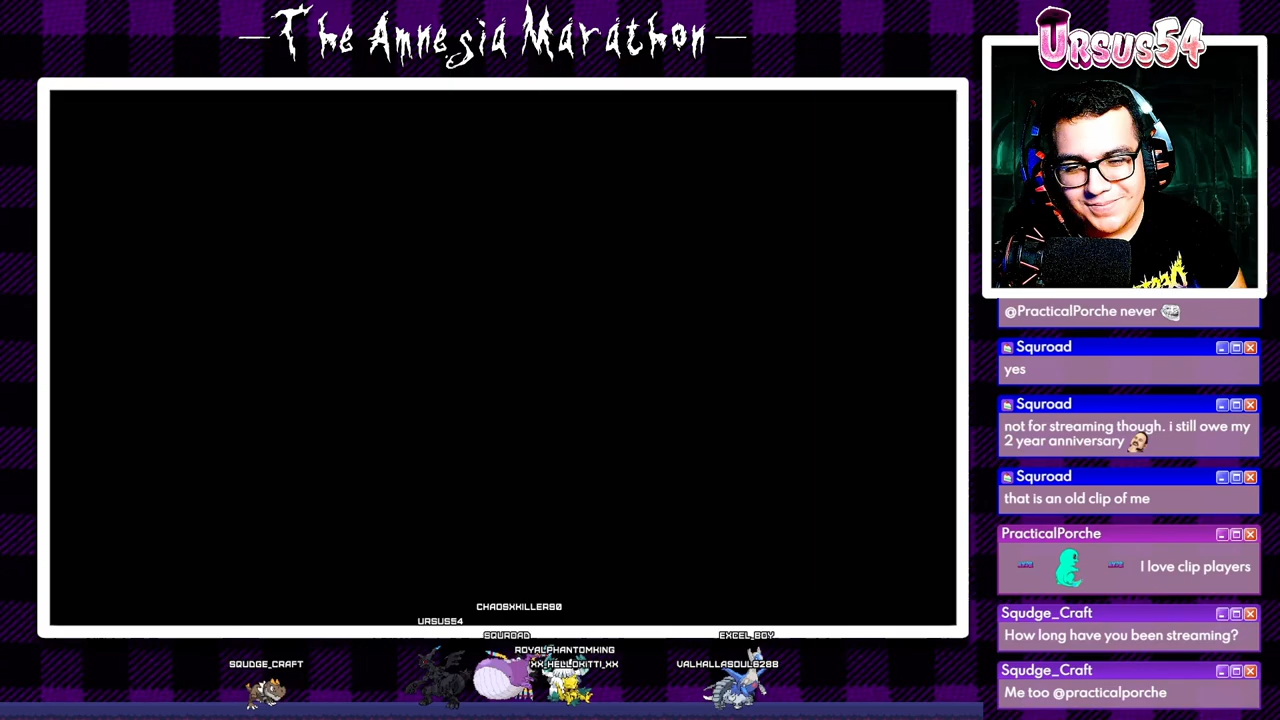 The Amnesia Marathon
Ursus54
@PracticalPorche never
Squroad
yes
Squroad
not for streaming though. i still owe my
2 year anniversary
Squroad
that is an old clip of me
PracticalPorche
I love clip players
Squdge_Craft
How long have you been streaming?
Squdge_Craft
Me too @practicalporche
CHAOSXKILLER90
URSUS54
SQUROAD
EXCEL_BOY
ROYALPHANTOMKING
SQUDGE_CRAFT
XX_HELLOKITTI_XX
VALHALLASOUL6288